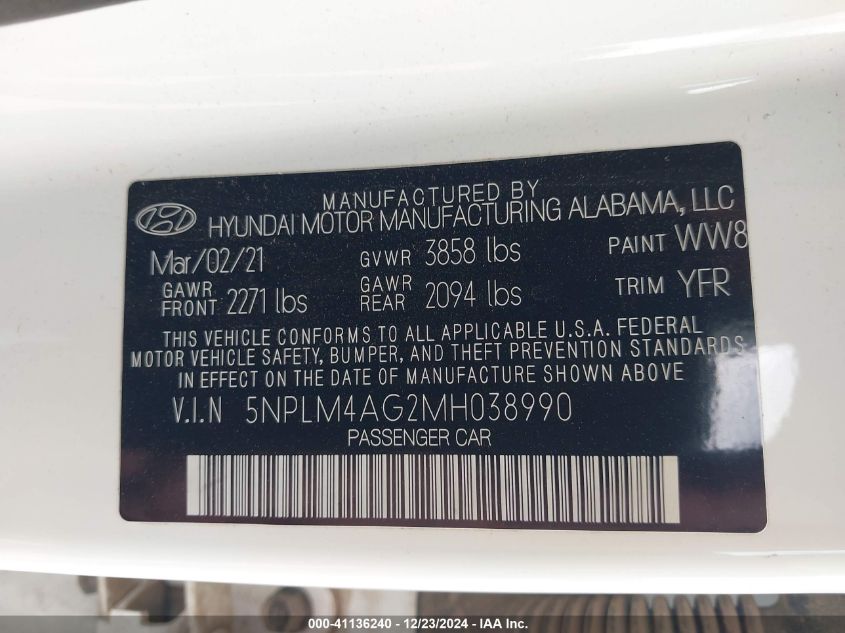 MANUFACTURED BY
HYUNDAI MOTOR MANUFACTURING ALABAMA, LLC
Mar/02/21 GVWR 3858 lbs PAINT WW8
GAWR FRONT 2271 lbs GAWR REAR 2094 lbs TRIM YFR
THIS VEHICLE CONFORMS TO ALL APPLICABLE U.S.A. FEDERAL
MOTOR VEHICLE SAFETY, BUMPER, AND THEFT PREVENTION STANDARDS
IN EFFECT ON THE DATE OF MANUFACTURE SHOWN ABOVE
V.I.N 5NPLM4AG2MH038990
PASSENGER CAR
000-41136240 - 12/23/2024 - IAA Inc.